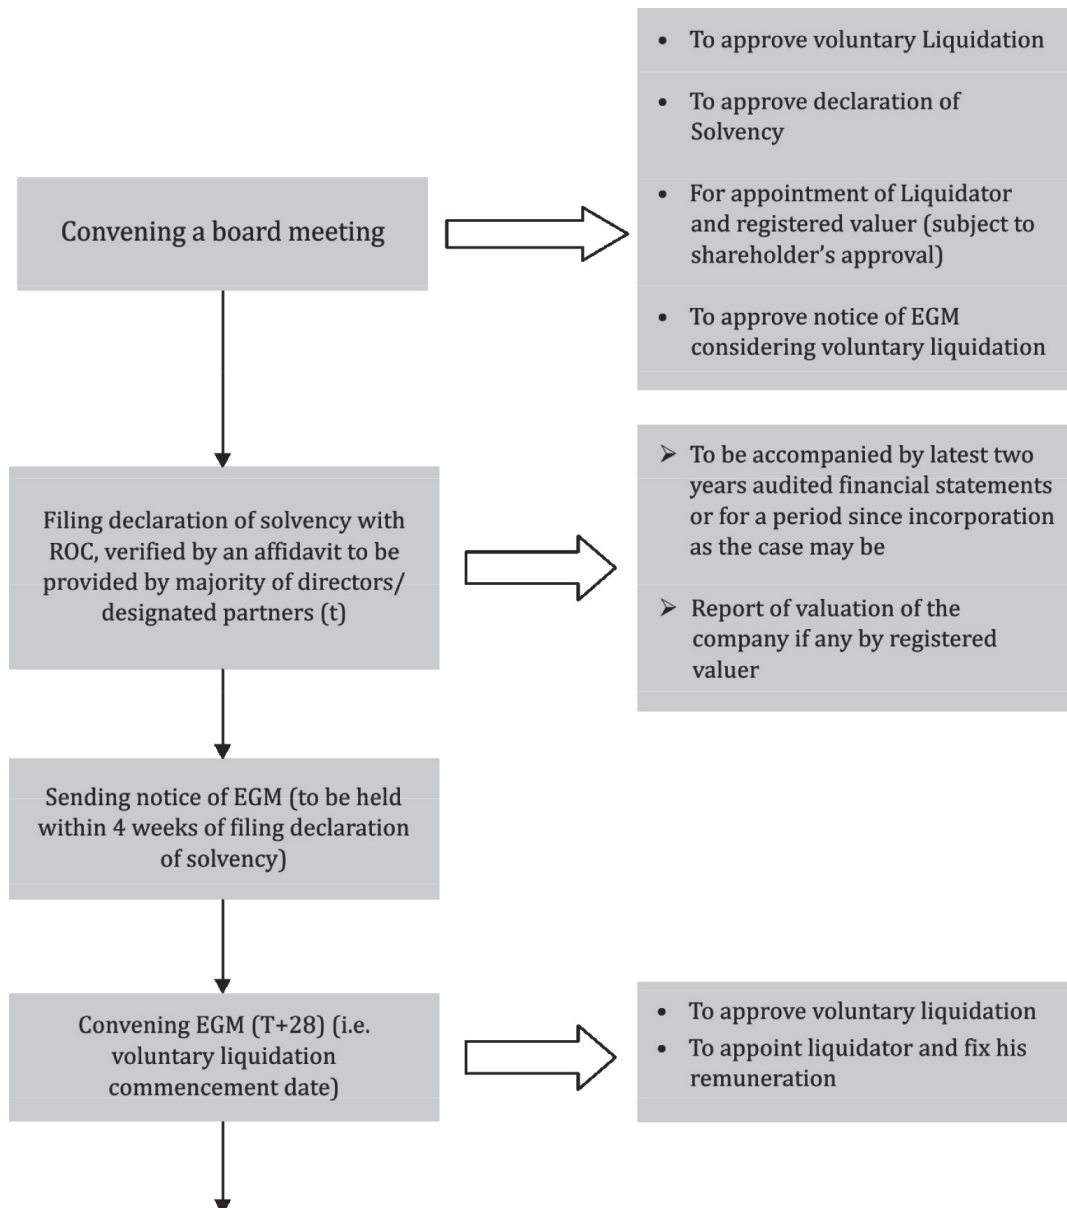 Convening a board meeting
• To approve voluntary Liquidation
• To approve declaration of
Solvency
• For appointment of Liquidator
and registered valuer (subject to
shareholder’s approval)
• To approve notice of EGM
considering voluntary liquidation
Filing declaration of solvency with
ROC, verified by an affidavit to be
provided by majority of directors/
designated partners (t)
➢ To be accompanied by latest two
years audited financial statements
or for a period since incorporation
as the case may be
➢ Report of valuation of the
company if any by registered
valuer
Sending notice of EGM (to be held
within 4 weeks of filing declaration
of solvency)
Convening EGM (T+28) (i.e.
voluntary liquidation
commencement date)
• To approve voluntary liquidation
• To appoint liquidator and fix his
remuneration